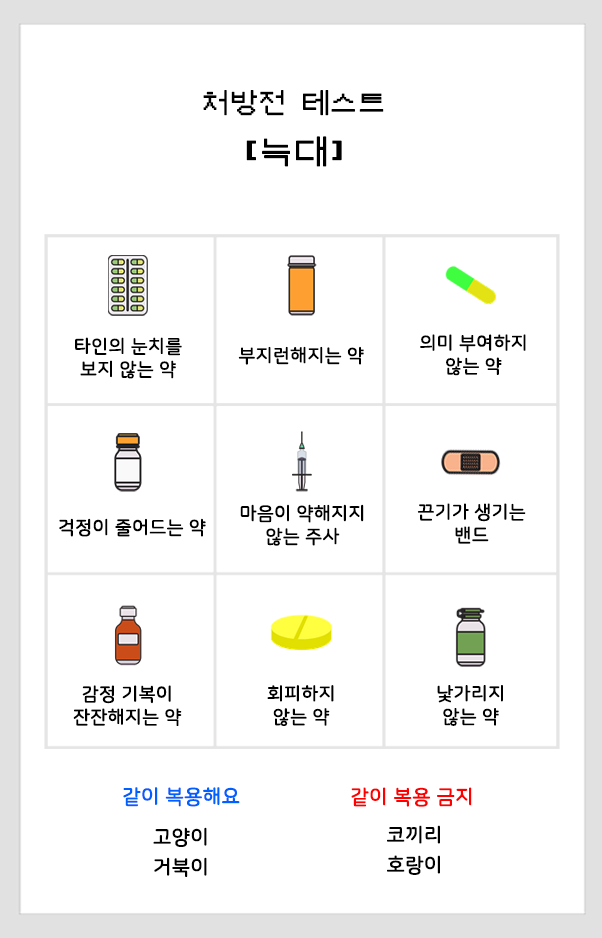 처방전 테스트
[늑대]
타인의 눈치를
보지 않는 약
부지런해지는 약
의미 부여하지
않는 약
걱정이 줄어드는 약
마음이 약해지지
않는 주사
끈기가 생기는
밴드
감정 기복이
잔잔해지는 약
회피하지
않는 약
낯가리지
않는 약
같이 복용해요
고양이
거북이
같이 복용 금지
코끼리
호랑이